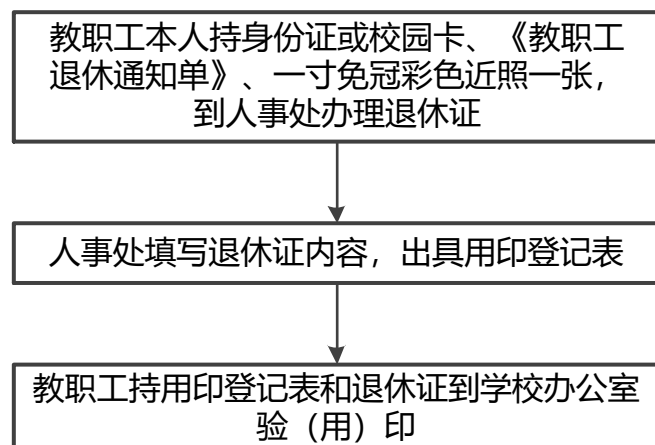 教职工本人持身份证或校园卡、《教职工
退休通知单》、一寸免冠彩色近照一张，
到人事处办理退休证
人事处填写退休证内容，出具用印登记表
教职工持用印登记表和退休证到学校办公室
验（用）印